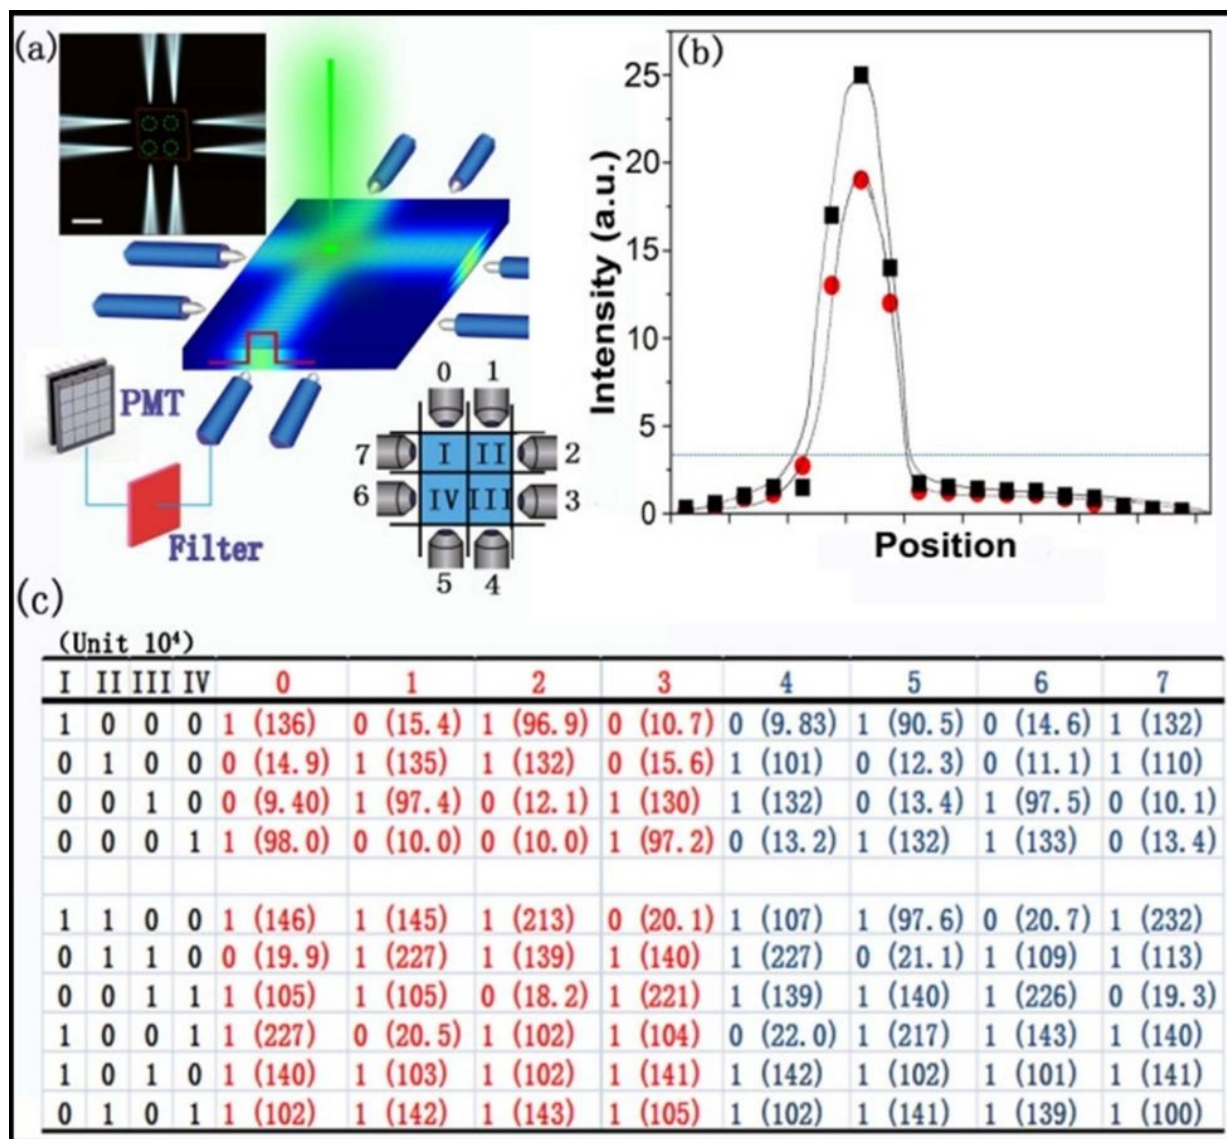 (a)
PMT
Filter
0 1
7 I II 2
6 IV III 3
5 4
(b)
25
20
15
10
5
0
Intensity (a.u.)
Position
(c)
(Unit 10⁴)
I II III IV 0 1 2 3 4 5 6 7
1 0 0 0 1 (136) 0 (15.4) 1 (96.9) 0 (10.7) 0 (9.83) 1 (90.5) 0 (14.6) 1 (132)
0 1 0 0 0 (14.9) 1 (135) 1 (132) 0 (15.6) 1 (101) 0 (12.3) 0 (11.1) 1 (110)
0 0 1 0 0 (9.40) 1 (97.4) 0 (12.1) 1 (130) 1 (132) 0 (13.4) 1 (97.5) 0 (10.1)
0 0 0 1 1 (98.0) 0 (10.0) 0 (10.0) 1 (97.2) 0 (13.2) 1 (132) 1 (133) 0 (13.4)
1 1 0 0 1 (146) 1 (145) 1 (213) 0 (20.1) 1 (107) 1 (97.6) 0 (20.7) 1 (232)
0 1 1 0 0 (19.9) 1 (227) 1 (139) 1 (140) 1 (227) 0 (21.1) 1 (109) 1 (113)
0 0 1 1 1 (105) 1 (105) 0 (18.2) 1 (221) 1 (139) 1 (140) 1 (226) 0 (19.3)
1 0 0 1 1 (227) 0 (20.5) 1 (102) 1 (104) 0 (22.0) 1 (217) 1 (143) 1 (140)
1 0 1 0 1 (140) 1 (103) 1 (102) 1 (141) 1 (142) 1 (102) 1 (101) 1 (141)
0 1 0 1 1 (102) 1 (142) 1 (143) 1 (105) 1 (102) 1 (141) 1 (139) 1 (100)